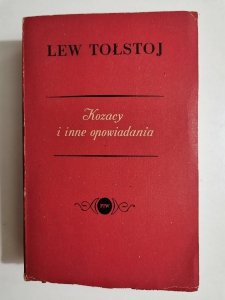 LEW TOŁSTOJ
Kozacy
i inne opowiadania
PIW